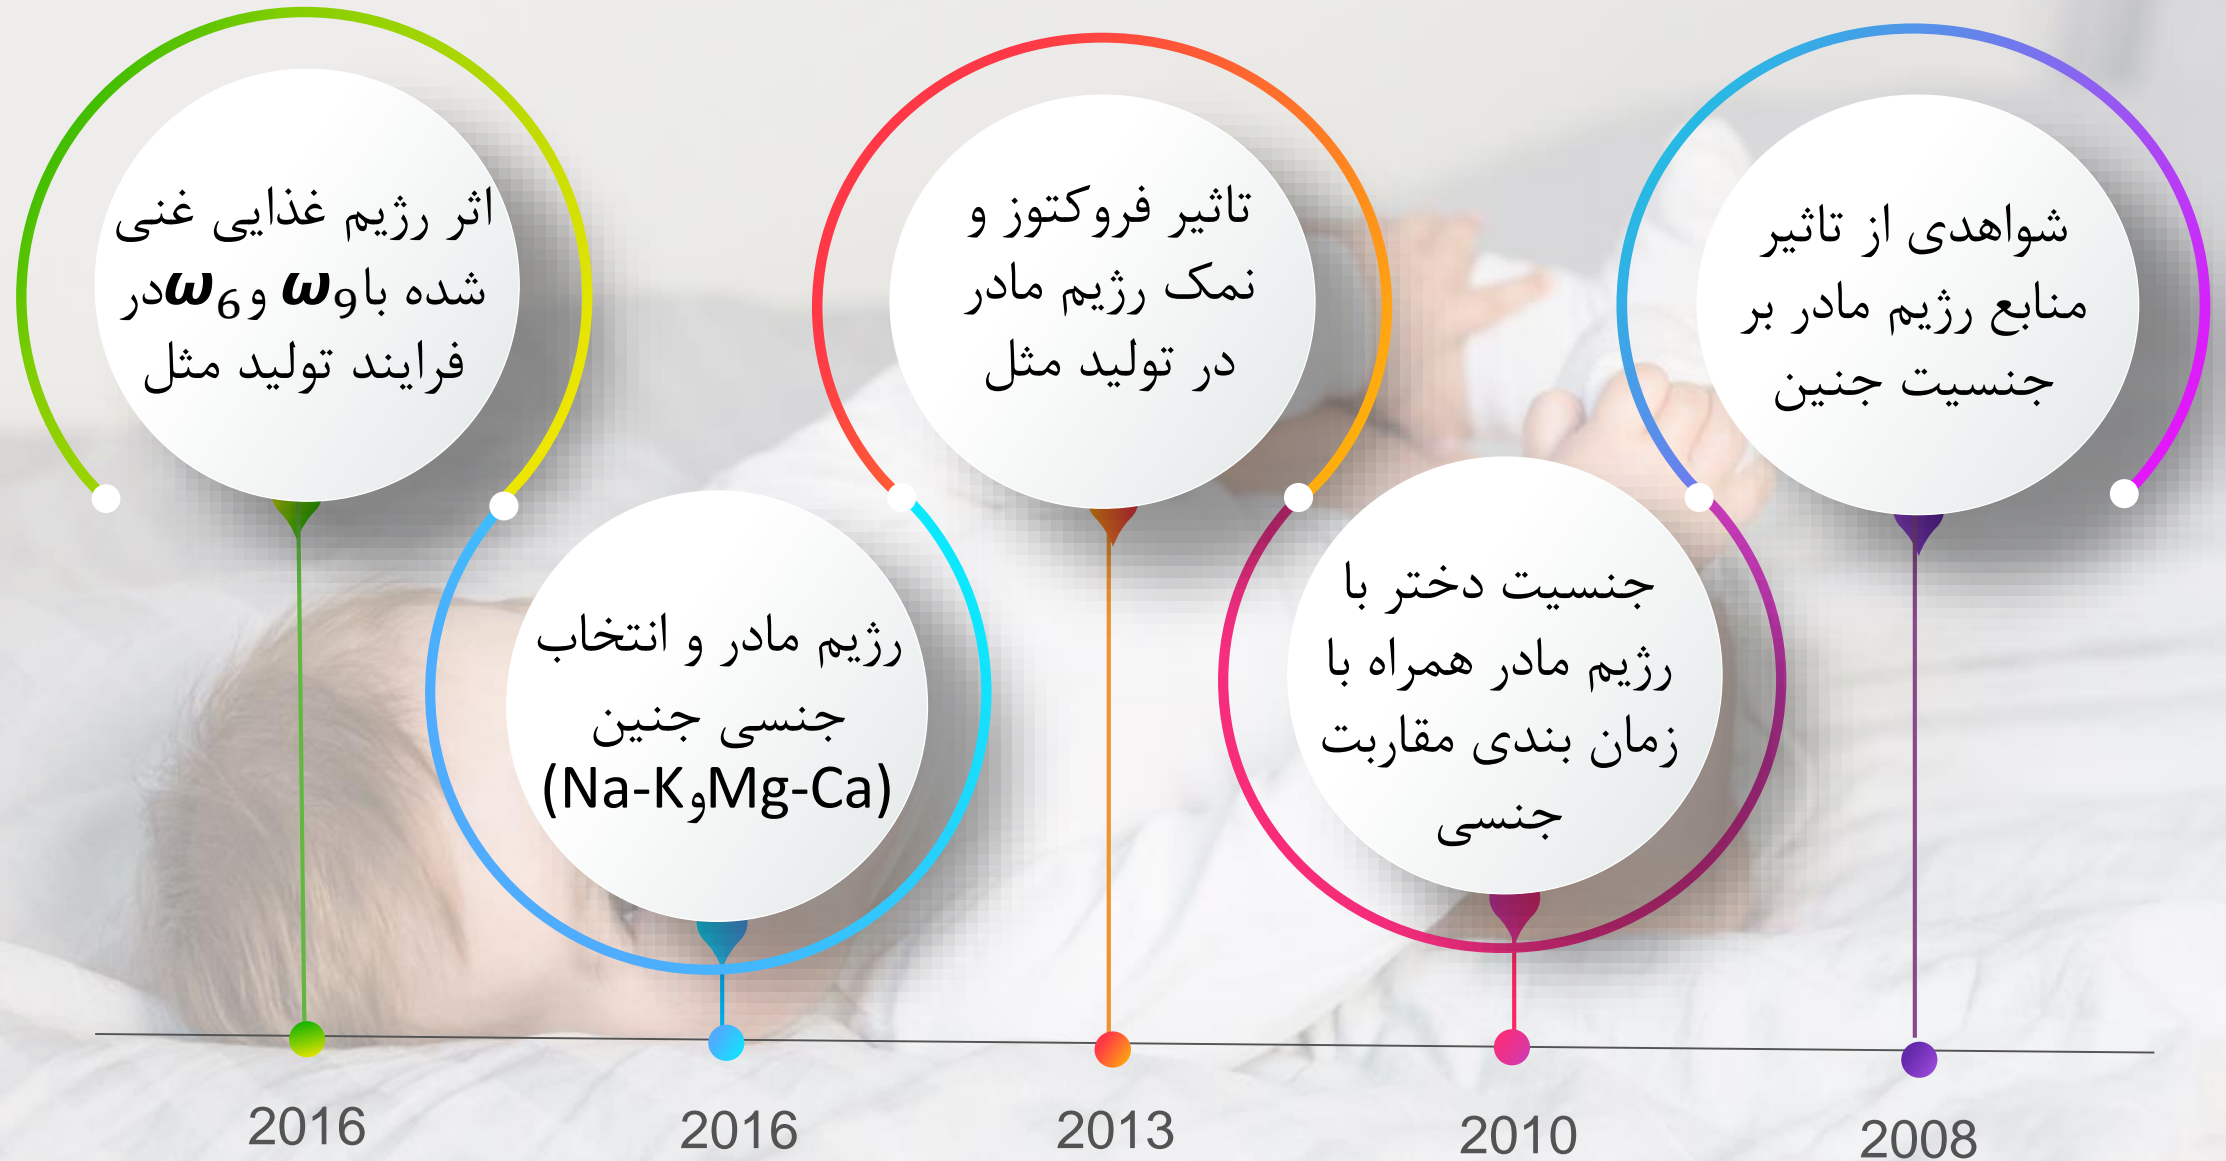 شواهدی از تاثیر
منابع رژیم مادر بر
جنسیت جنین
جنسیت دختر با
رژیم مادر همراه با
زمان بندی مقاربت
جنسی
تاثیر فروکتوز و
نمک رژیم مادر
در تولید مثل
رژیم مادر و انتخاب
جنسی جنین
(Na-KوMg-Ca)
اثر رژیم غذایی غنی
شده با ω9 و ω6در
فرایند تولید مثل
2008
2010
2013
2016
2016